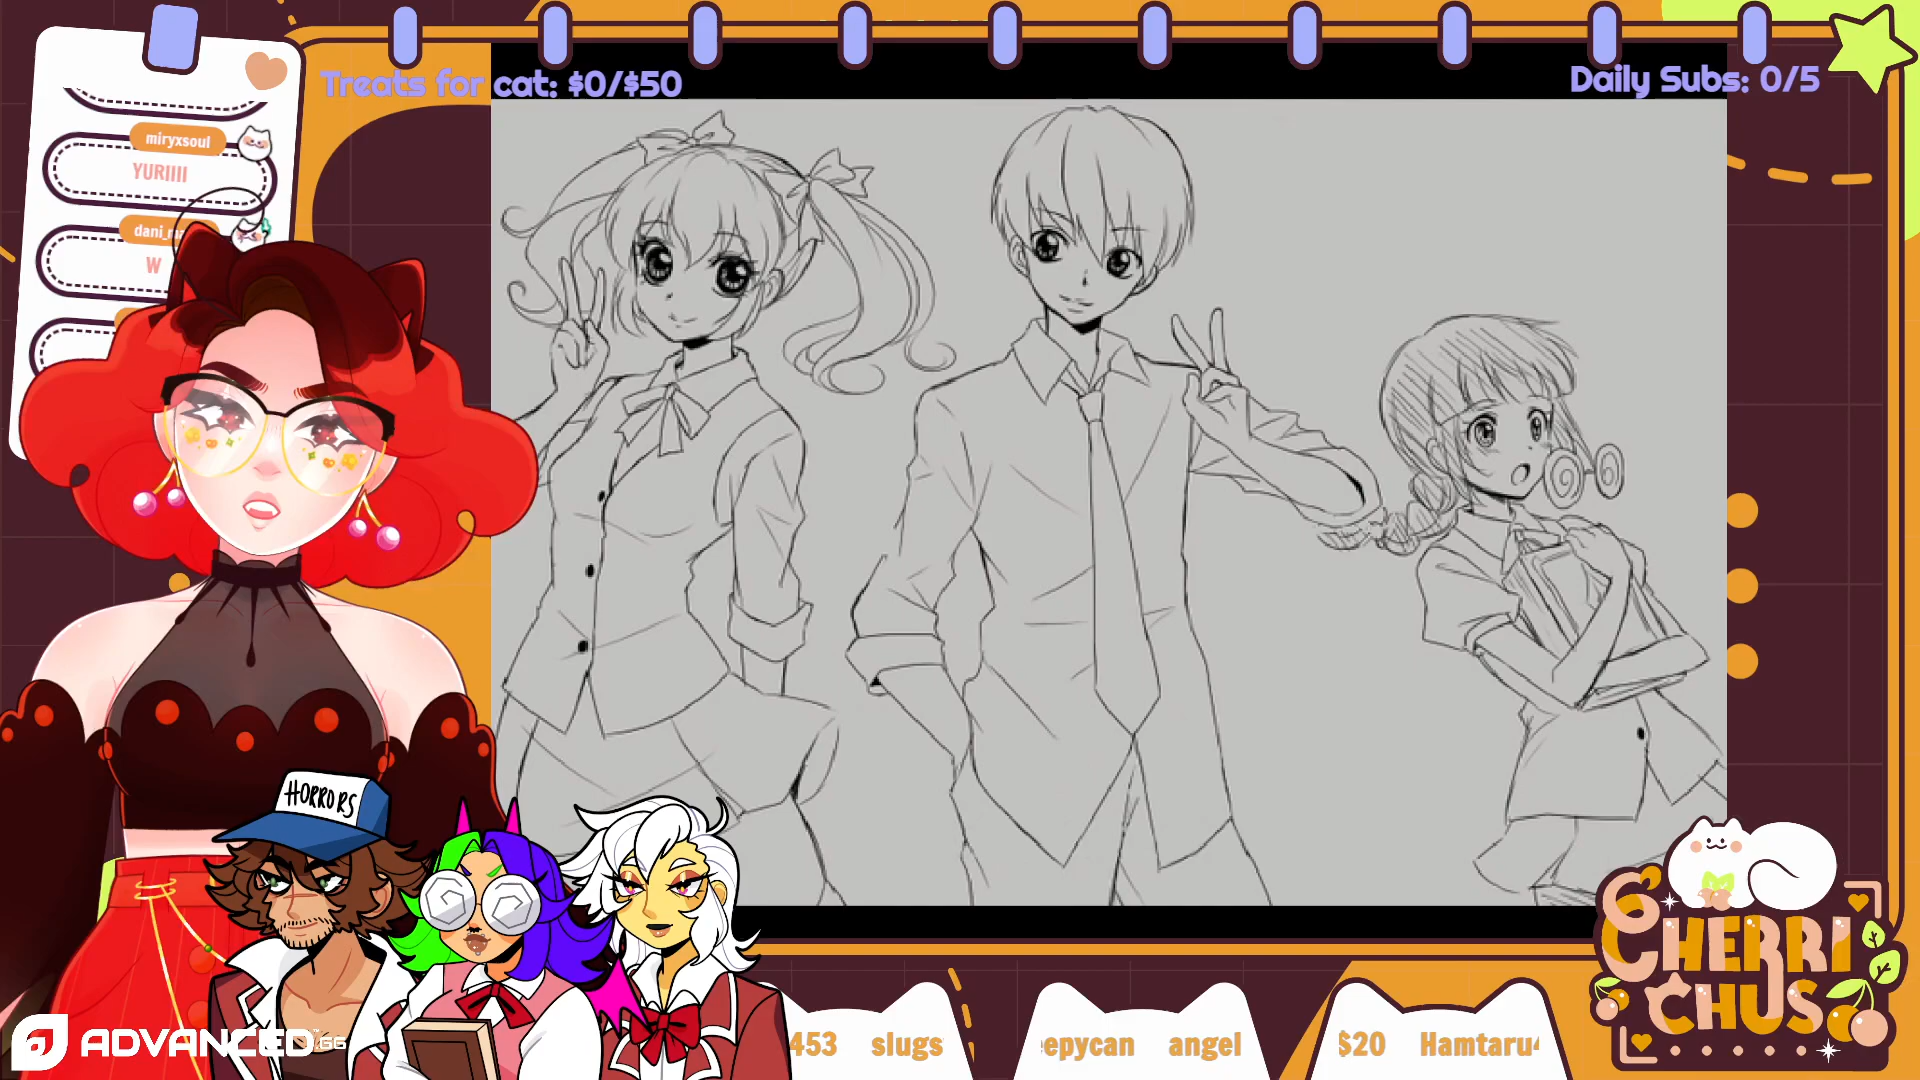 Treats for cat: $0/$50
Daily Subs: 0/5
miryxsoul
YURIIII
W
HORRORS
ADVANCED.GG
453 slugs
angel
$20
CHERRI
CHUS